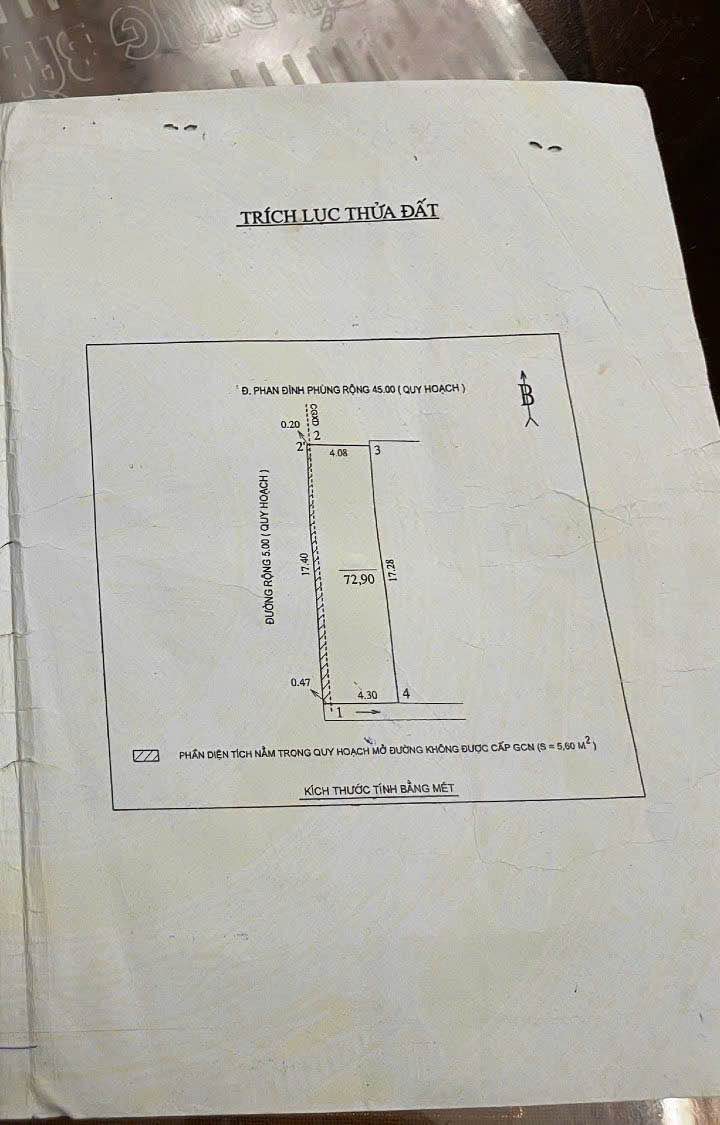 TRÍCH LỤC THỬA ĐẤT
Đ. PHAN ĐÌNH PHÙNG RỘNG 45.00 ( QUY HOẠCH )
B
CGXD
0.20
2
2'
4.08
3
ĐƯỜNG RỘNG 5.00 ( QUY HOẠCH )
17.40
72,90
17.28
0.47
4.30
4
1
PHẦN DIỆN TÍCH NẰM TRONG QUY HOẠCH MỞ ĐƯỜNG KHÔNG ĐƯỢC CẤP GCN (S = 5,60 M²)
KÍCH THƯỚC TÍNH BẰNG MÉT